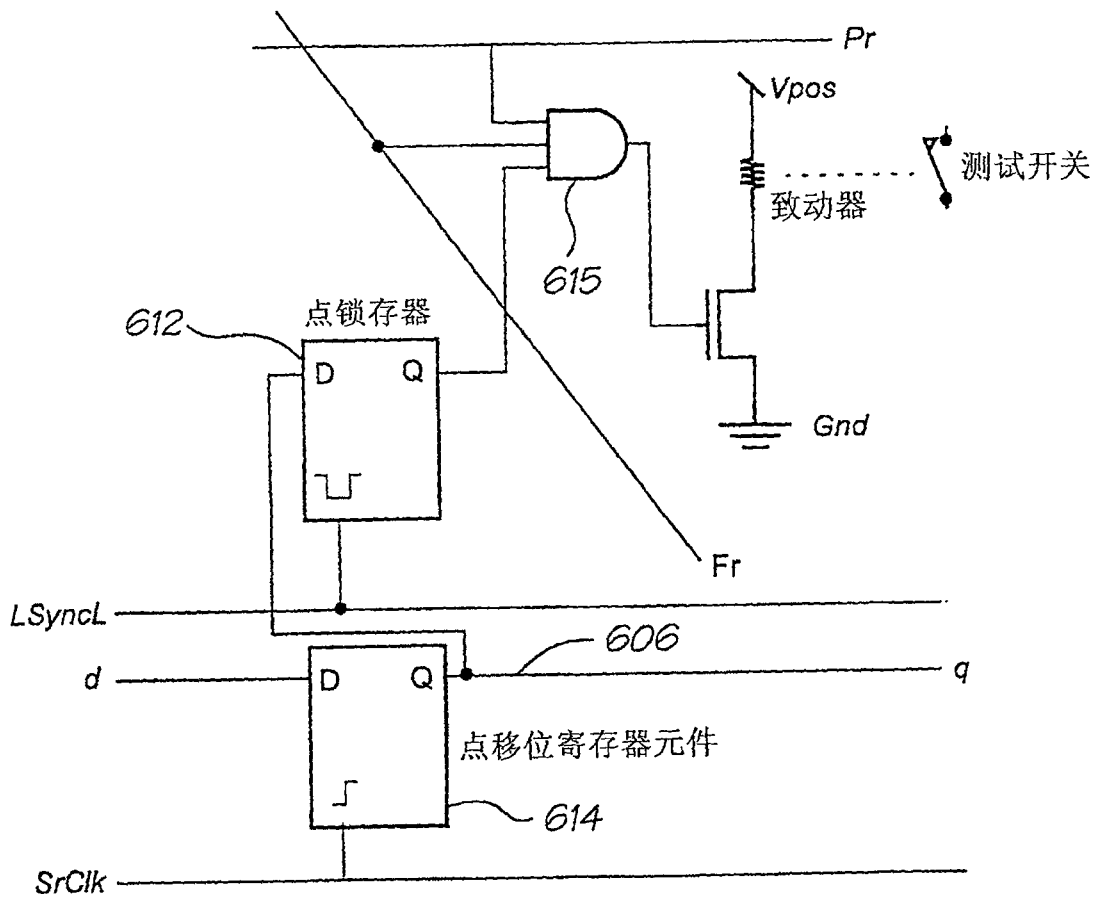 Pr
Vpos
测试开关
致动器
615
点锁存器
612
D Q
Gnd
Fr
LSyncL
606
d
D Q
q
点移位寄存器元件
614
SrClk